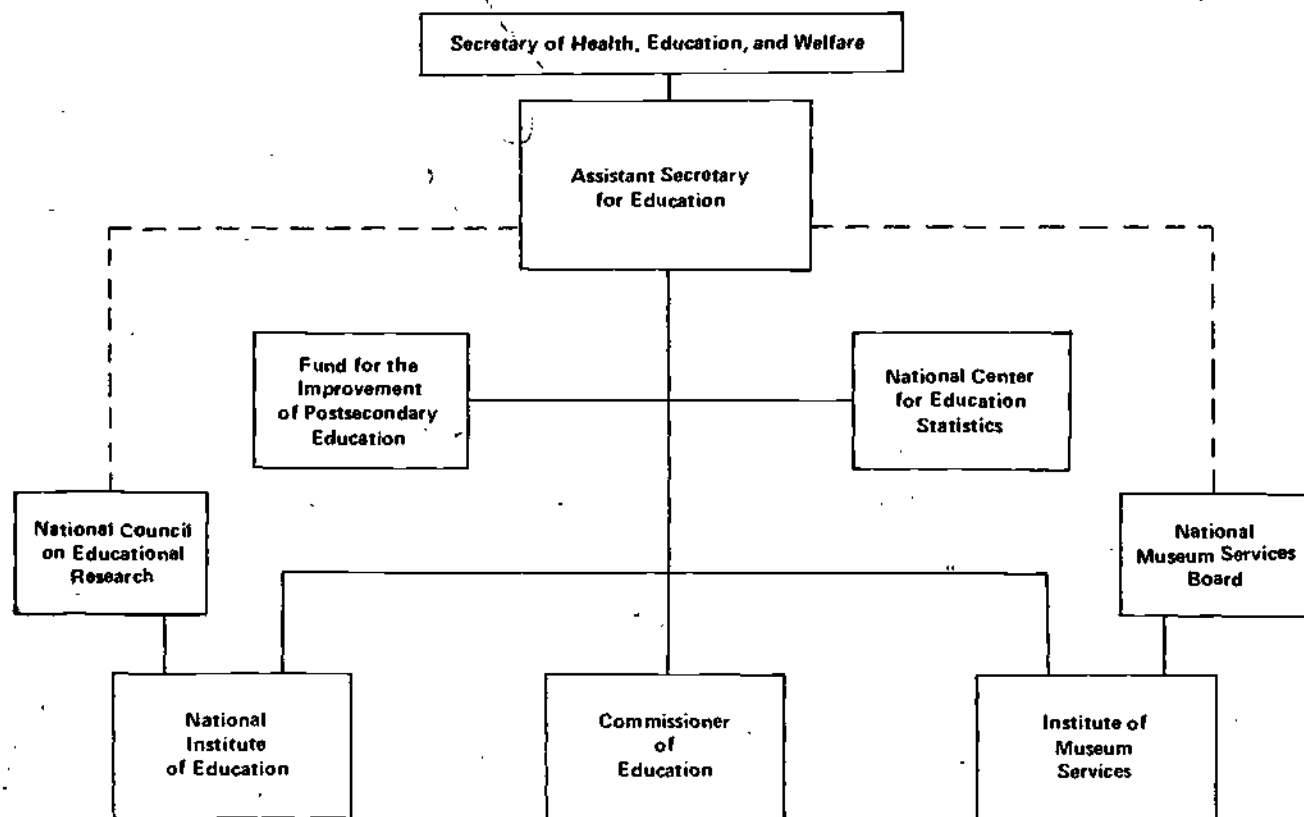 Secretary of Health, Education, and Welfare
Assistant Secretary
for Education
Fund for the
Improvement
of Postsecondary
Education
National Center
for Education
Statistics
National Council
on Educational
Research
National
Museum Services
Board
National
Institute
of Education
Commissioner
of
Education
Institute of
Museum
Services